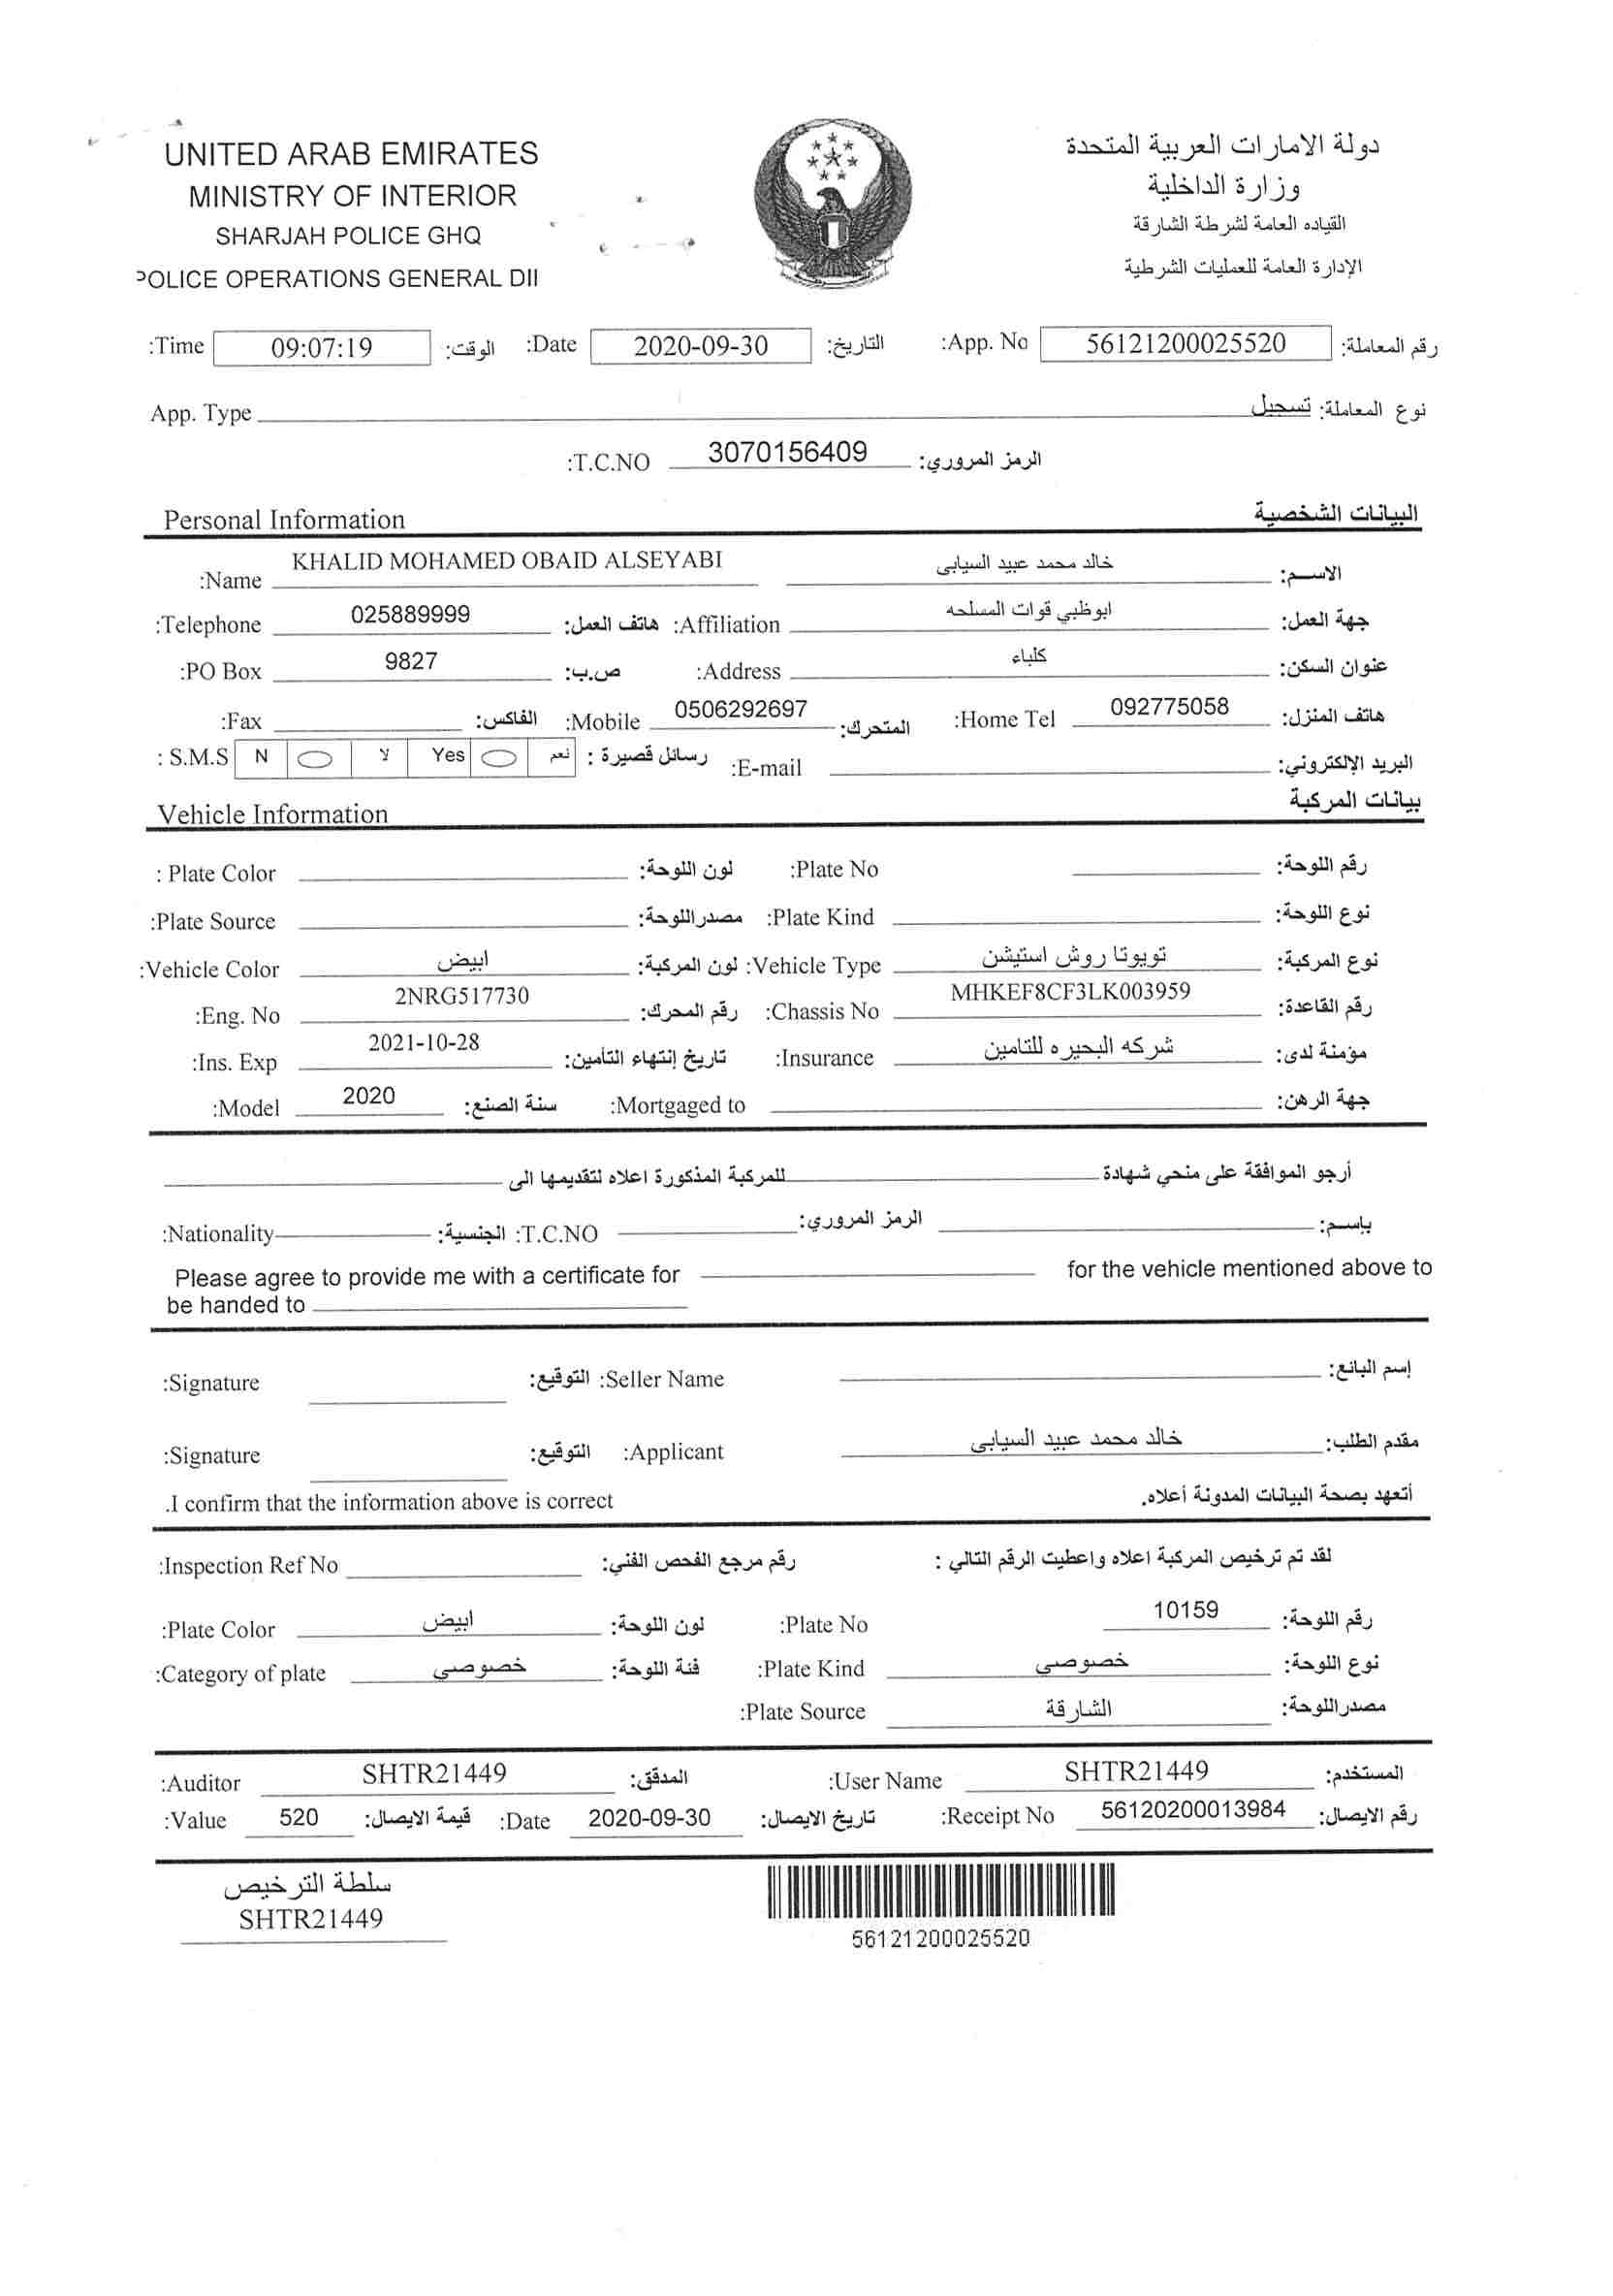 UNITED ARAB EMIRATES
MINISTRY OF INTERIOR
SHARJAH POLICE GHQ
POLICE OPERATIONS GENERAL DII
دولة الامارات العربية المتحدة
وزارة الداخلية
القياده العامة لشرطة الشارقة
الإدارة العامة للعمليات الشرطية
:Time 09:07:19 الوقت: :Date 2020-09-30 التاريخ: :App. No 56121200025520 رقم المعاملة:
App. Type نوع المعاملة: تسجيل
:T.C.NO 3070156409 الرمز المروري:
Personal Information البيانات الشخصية
:Name KHALID MOHAMED OBAID ALSEYABI خالد محمد عبيد السيابى الاسم:
:Telephone 025889999 هاتف العمل: :Affiliation ابوظبي قوات المسلحه جهة العمل:
:PO Box 9827 ص.ب: :Address كلباء عنوان السكن:
:Fax الفاكس: :Mobile 0506292697 المتحرك: :Home Tel 092775058 هاتف المنزل:
: S.M.S N لا Yes نعم رسائل قصيرة : :E-mail البريد الإلكتروني:
Vehicle Information بيانات المركبة
: Plate Color لون اللوحة: :Plate No رقم اللوحة:
:Plate Source مصدراللوحة: :Plate Kind نوع اللوحة:
:Vehicle Color ابيض لون المركبة: :Vehicle Type تويوتا روش استيشن نوع المركبة:
:Eng. No 2NRG517730 رقم المحرك: :Chassis No MHKEF8CF3LK003959 رقم القاعدة:
:Ins. Exp 2021-10-28 تاريخ إنتهاء التأمين: :Insurance شركه البحيره للتامين مؤمنة لدى:
:Model 2020 سنة الصنع: :Mortgaged to جهة الرهن:
أرجو الموافقة على منحي شهادة للمركبة المذكورة اعلاه لتقديمها الى
:Nationality الجنسية: :T.C.NO الرمز المروري: بإسم:
Please agree to provide me with a certificate for for the vehicle mentioned above to
be handed to
:Signature التوقيع: :Seller Name إسم البائع:
:Signature التوقيع: :Applicant خالد محمد عبيد السيابى مقدم الطلب:
.I confirm that the information above is correct أتعهد بصحة البيانات المدونة أعلاه.
:Inspection Ref No رقم مرجع الفحص الفني: لقد تم ترخيص المركبة اعلاه واعطيت الرقم التالي :
:Plate Color ابيض لون اللوحة: :Plate No 10159 رقم اللوحة:
:Category of plate خصوصى فئة اللوحة: :Plate Kind خصوصى نوع اللوحة:
:Plate Source الشارقة مصدراللوحة:
:Auditor SHTR21449 المدقق: :User Name SHTR21449 المستخدم:
:Value 520 قيمة الايصال: :Date 2020-09-30 تاريخ الايصال: :Receipt No 56120200013984 رقم الايصال:
سلطة الترخيص
SHTR21449
56121200025520